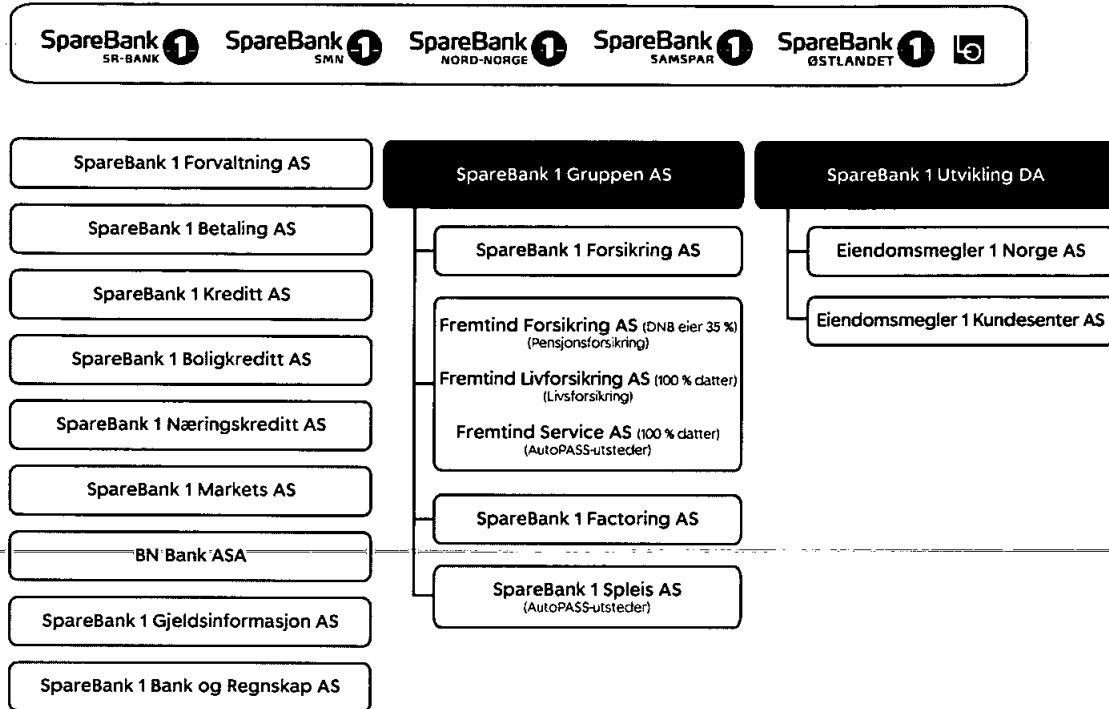 SpareBank 1
SR-BANK
SpareBank 1
SMN
SpareBank 1
NORD-NORGE
SpareBank 1
SAMSPAR
SpareBank 1
ØSTLANDET
LO
SpareBank 1 Forvaltning AS
SpareBank 1 Betaling AS
SpareBank 1 Kreditt AS
SpareBank 1 Boligkreditt AS
SpareBank 1 Næringskreditt AS
SpareBank 1 Markets AS
BN Bank ASA
SpareBank 1 Gjeldsinformasjon AS
SpareBank 1 Bank og Regnskap AS
SpareBank 1 Gruppen AS
SpareBank 1 Forsikring AS
Fremtind Forsikring AS (DNB eier 35 %)
(Pensjonsforsikring)
Fremtind Livforsikring AS (100 % datter)
(Livsforsikring)
Fremtind Service AS (100 % datter)
(AutoPASS-utsteder)
SpareBank 1 Factoring AS
SpareBank 1 Spleis AS
(AutoPASS-utsteder)
SpareBank 1 Utvikling DA
Eiendomsmegler 1 Norge AS
Eiendomsmegler 1 Kundesenter AS